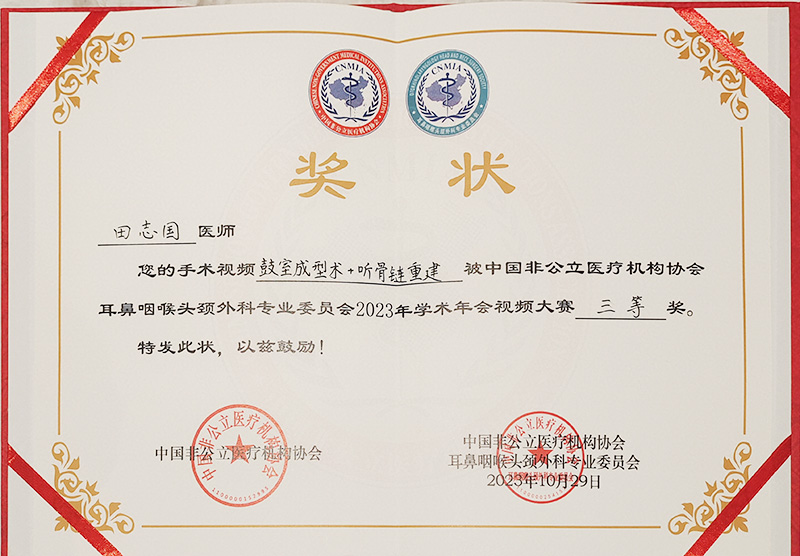 CNMIA CNMIA
奖 状
田志国 医师
您的手术视频 鼓室成型术+听骨链重建 被中国非公立医疗机构协会
耳鼻咽喉头颈外科专业委员会2023年学术年会视频大赛 三等 奖。
特发此状，以兹鼓励！
中国非公立医疗机构协会
中国非公立医疗机构协会
耳鼻咽喉头颈外科专业委员会
2023年10月29日